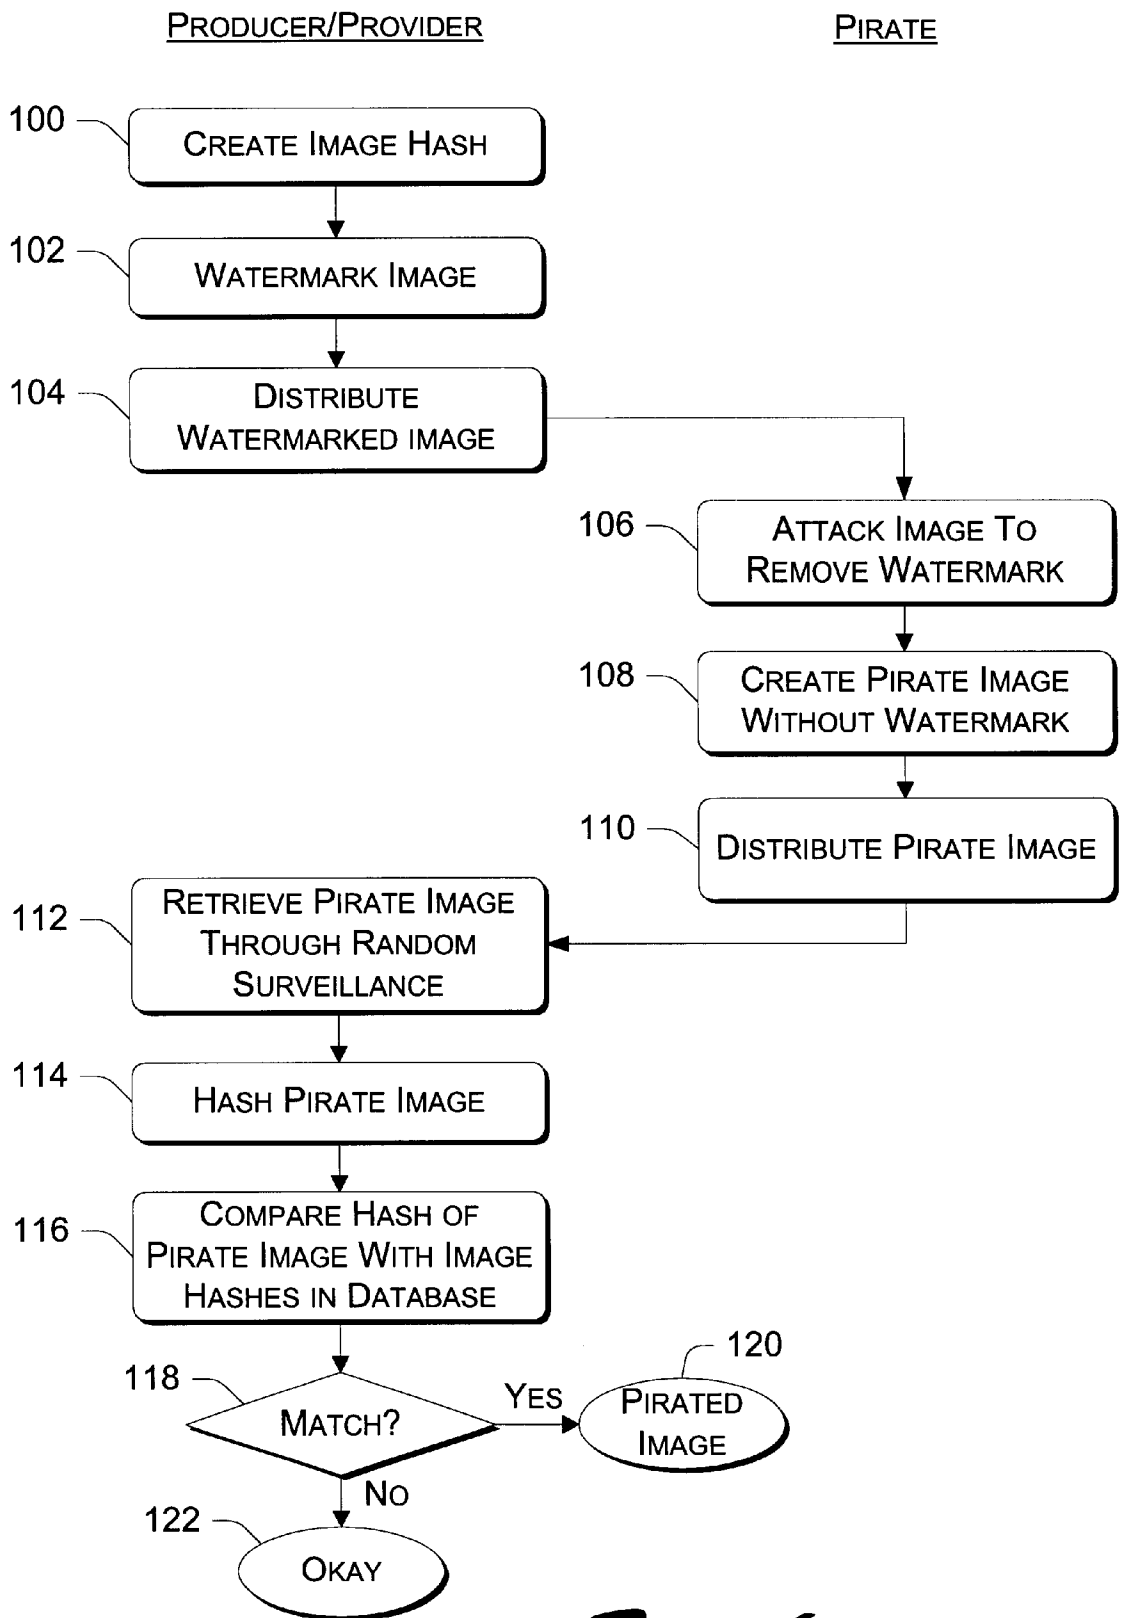 PRODUCER/PROVIDER
PIRATE
100
CREATE IMAGE HASH
102
WATERMARK IMAGE
104
DISTRIBUTE
WATERMARKED IMAGE
106
ATTACK IMAGE TO
REMOVE WATERMARK
108
CREATE PIRATE IMAGE
WITHOUT WATERMARK
110
DISTRIBUTE PIRATE IMAGE
112
RETRIEVE PIRATE IMAGE
THROUGH RANDOM
SURVEILLANCE
114
HASH PIRATE IMAGE
116
COMPARE HASH OF
PIRATE IMAGE WITH IMAGE
HASHES IN DATABASE
118
MATCH?
YES
120
PIRATED
IMAGE
NO
122
OKAY